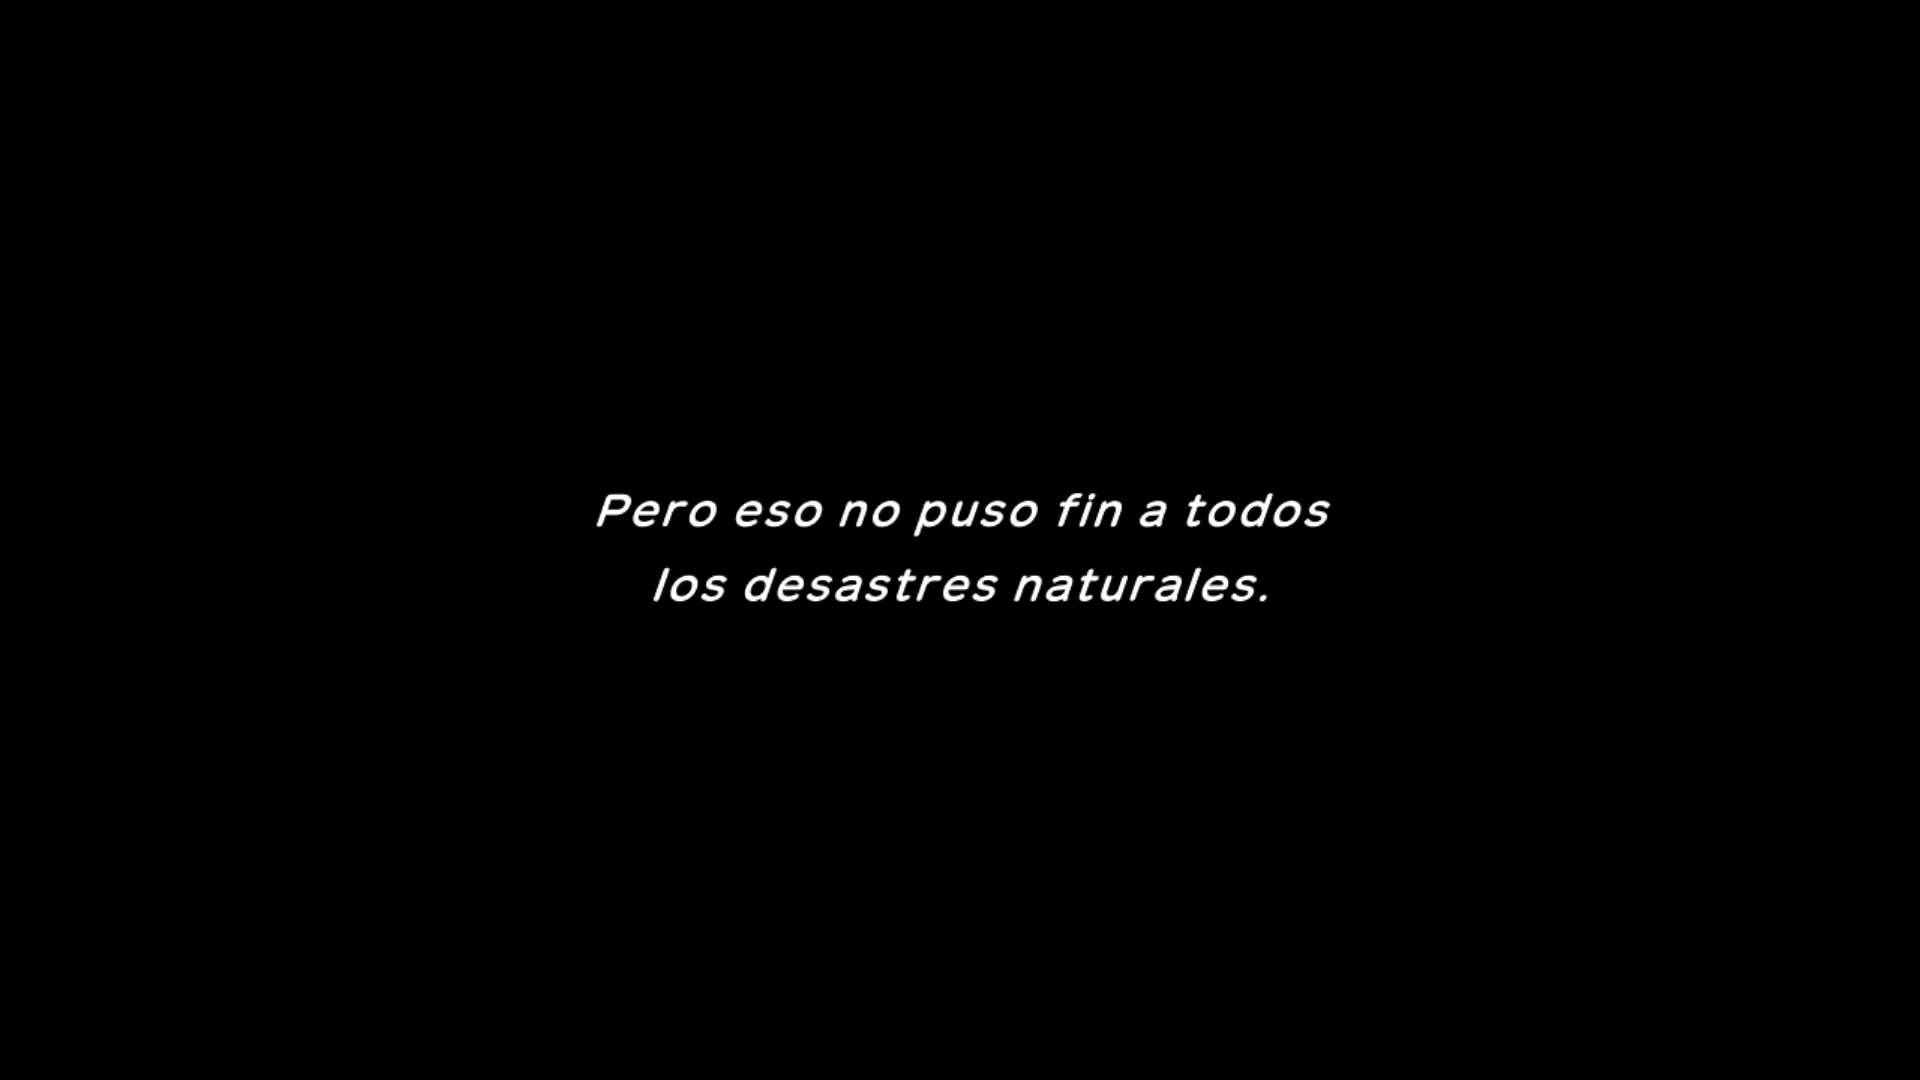 Pero eso no puso fin a todos
los desastres naturales.